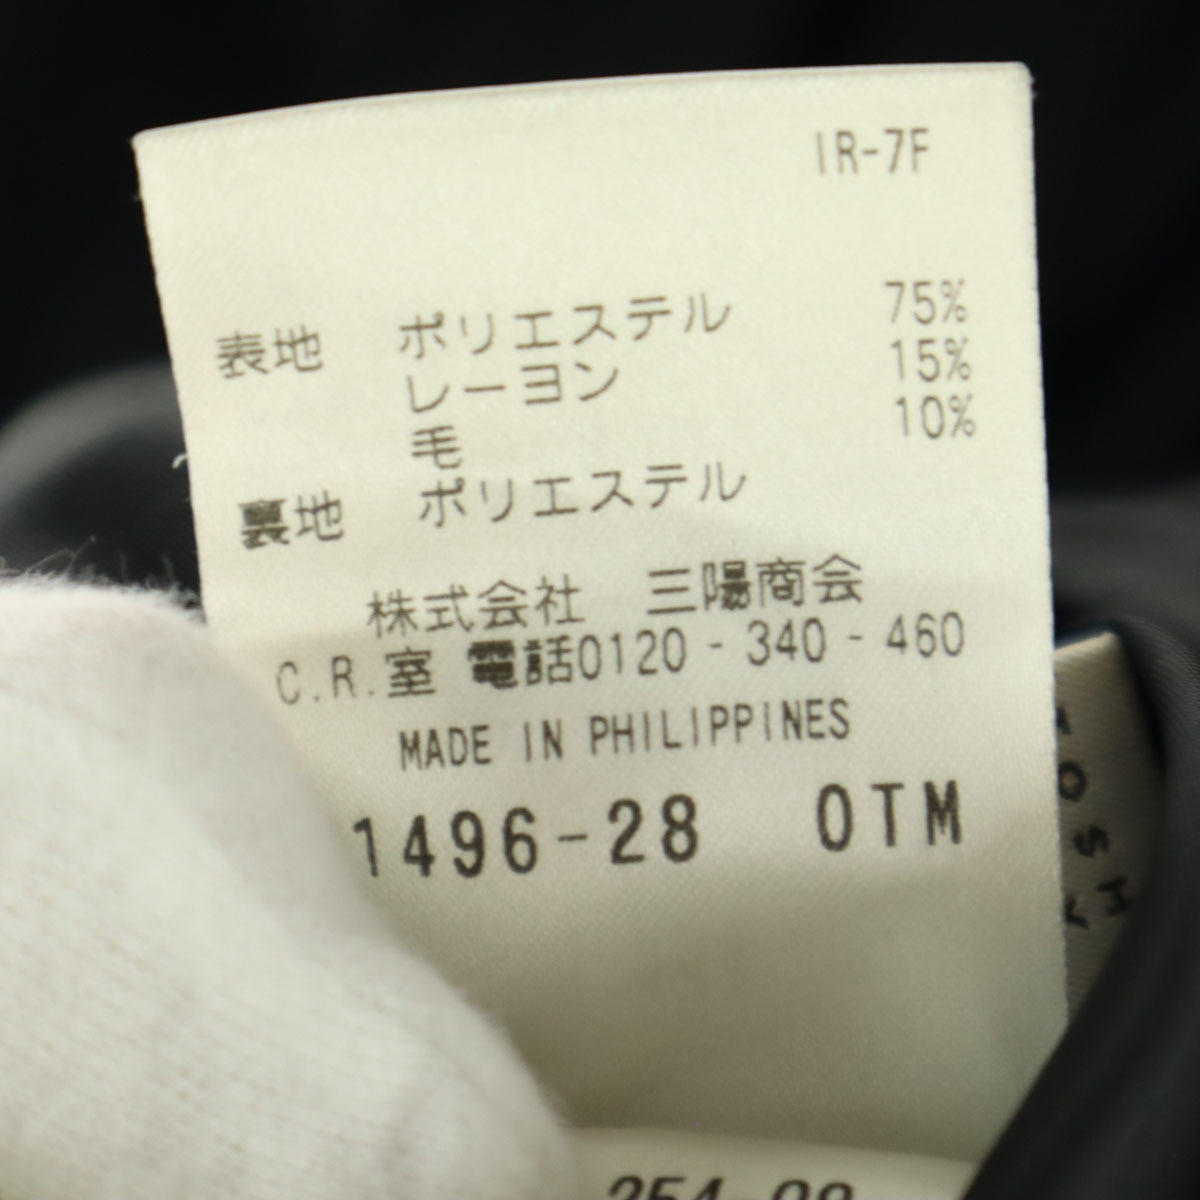 IR-7F
表地 ポリエステル 75%
レーヨン 15%
毛 10%
裏地 ポリエステル
株式会社 三陽商会
C.R.室 電話0120-340-460
MADE IN PHILIPPINES
1496-28 OTM